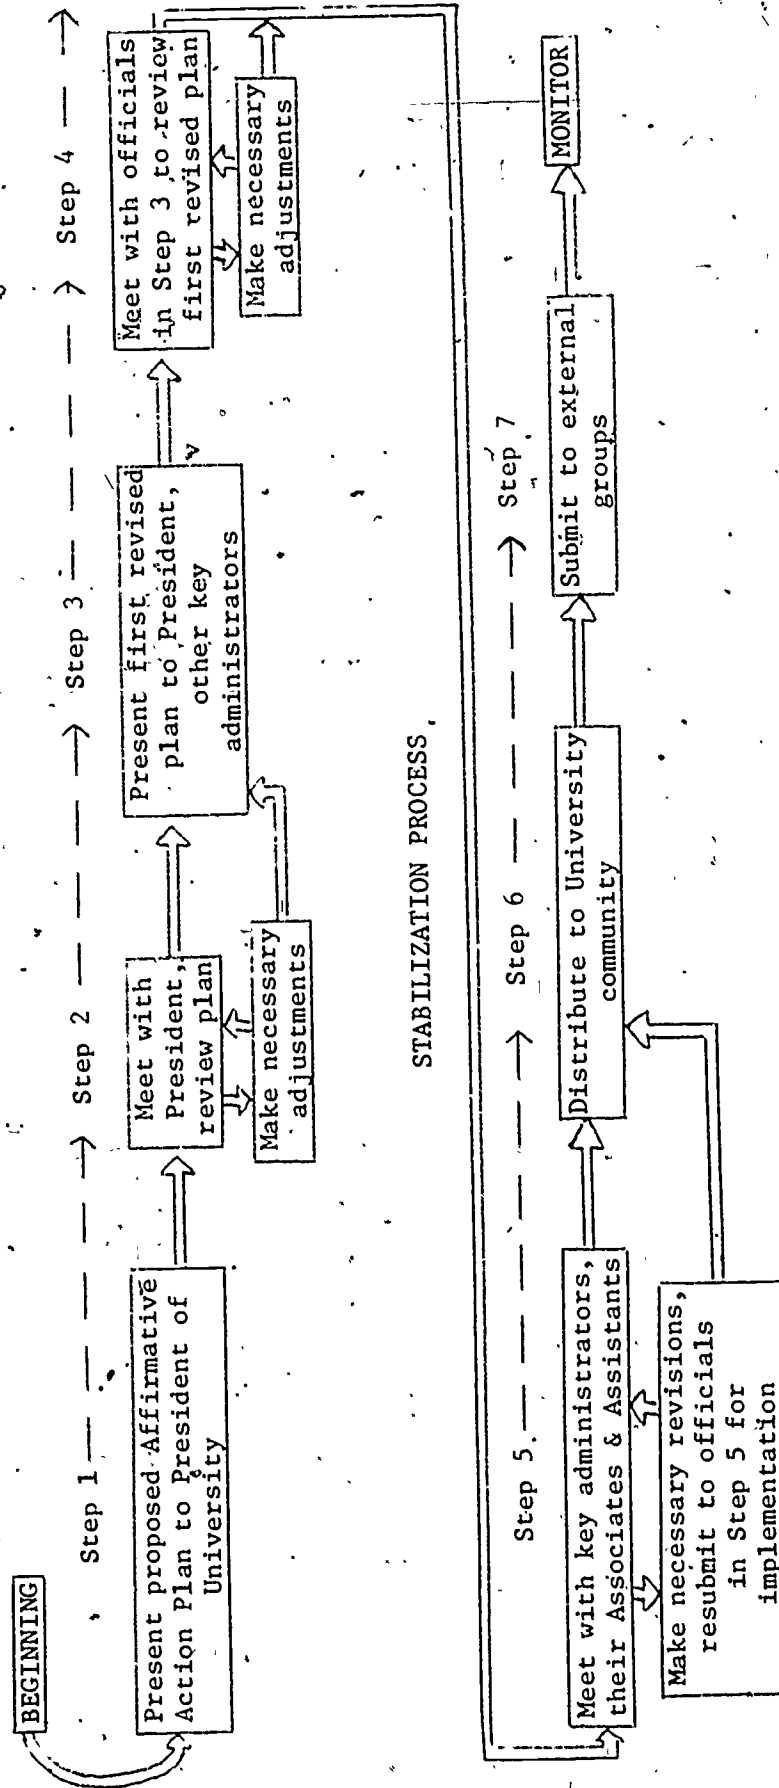 BEGINNING
Step 1
Step 2
Step 3
Step 4
Present proposed Affirmative
Action Plan to President of
University
Meet with
President,
review plan
Make necessary
adjustments
Present first revised
plan to President,
other key
administrators
Meet with officials
in Step 3 to review
first revised plan
Make necessary
adjustments
STABILIZATION PROCESS
Step 5
Step 6
Step 7
Meet with key administrators,
their Associates & Assistants
Make necessary revisions,
resubmit to officials
in Step 5 for
implementation
Distribute to University
community
Submit to external
groups
MONITOR